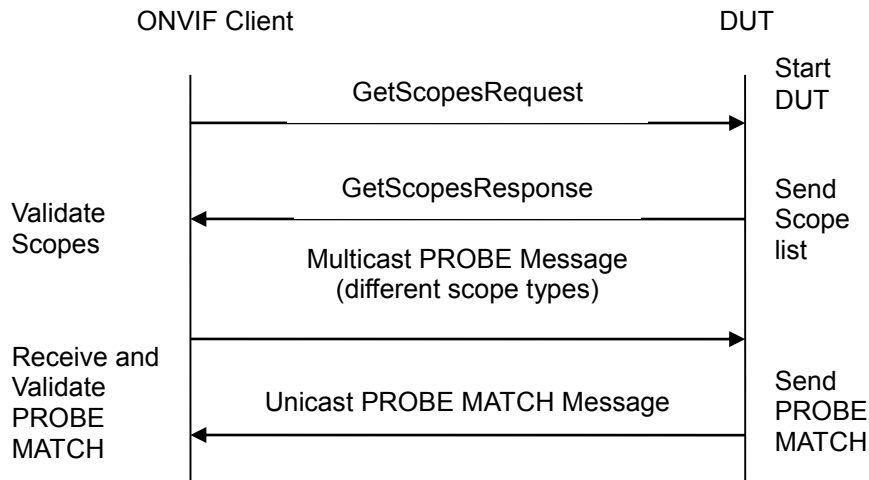 ONVIF Client
DUT
Start
DUT
GetScopesRequest
GetScopesResponse
Send
Scope
list
Validate
Scopes
Multicast PROBE Message
(different scope types)
Receive and
Validate
PROBE
MATCH
Unicast PROBE MATCH Message
Send
PROBE
MATCH